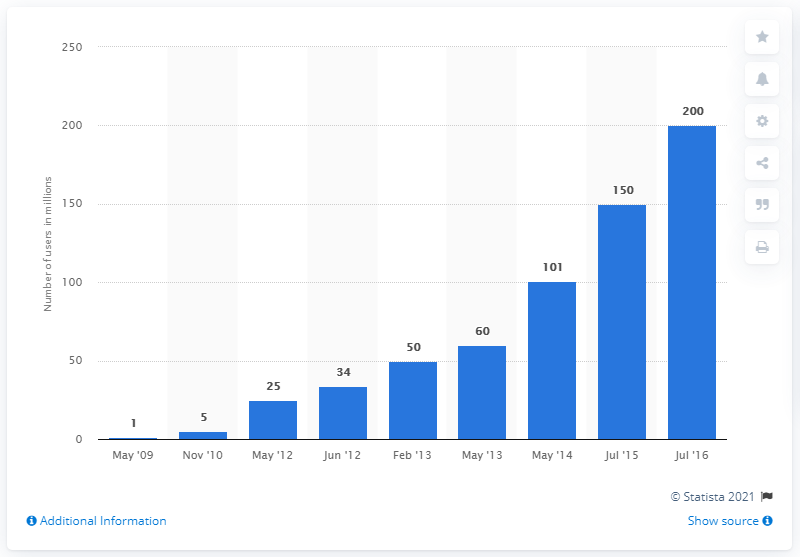 250
200
150
100
50
0
Number of users in millions
1
5
25
34
50
60
101
150
200
May '09
Nov '10
May '12
Jun '12
Feb '13
May '13
May '14
Jul '15
Jul '16
© Statista 2021
Additional Information
Show source